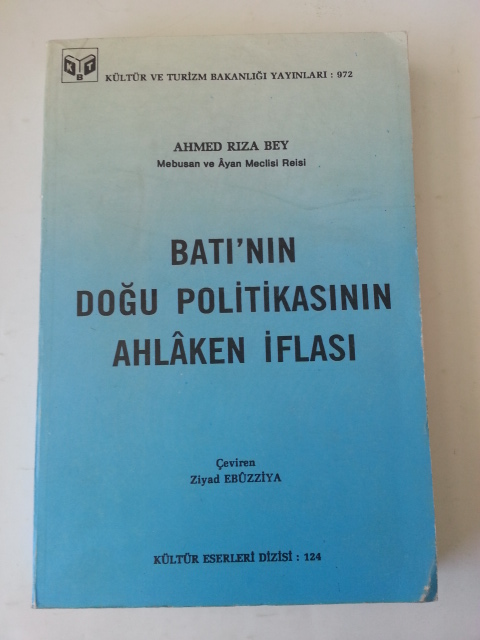 K B T
KÜLTÜR VE TURİZM BAKANLIĞI YAYINLARI : 972
AHMED RIZA BEY
Mebusan ve Âyan Meclisi Reisi
BATI'NIN
DOĞU POLİTİKASININ
AHLÂKEN İFLASI
Çeviren
Ziyad EBÛZZİYA
KÜLTÜR ESERLERİ DİZİSİ : 124